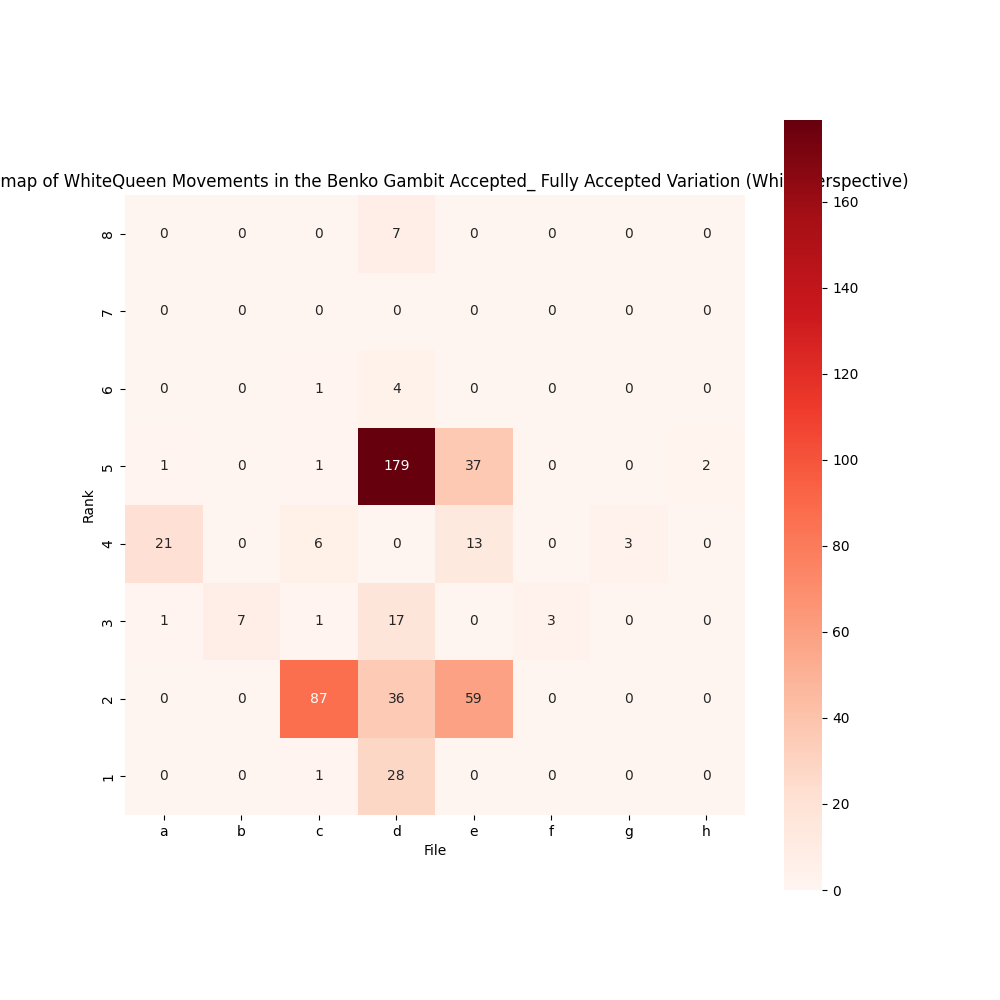 map of WhiteQueen Movements in the Benko Gambit Accepted_ Fully Accepted Variation (Whi erspective)
Rank
8 0 0 0 7 0 0 0 0
7 0 0 0 0 0 0 0 0
6 0 0 1 4 0 0 0 0
5 1 0 1 179 37 0 0 2
4 21 0 6 0 13 0 3 0
3 1 7 1 17 0 3 0 0
2 0 0 87 36 59 0 0 0
1 0 0 1 28 0 0 0 0
a b c d e f g h
File
160
140
120
100
80
60
40
20
0